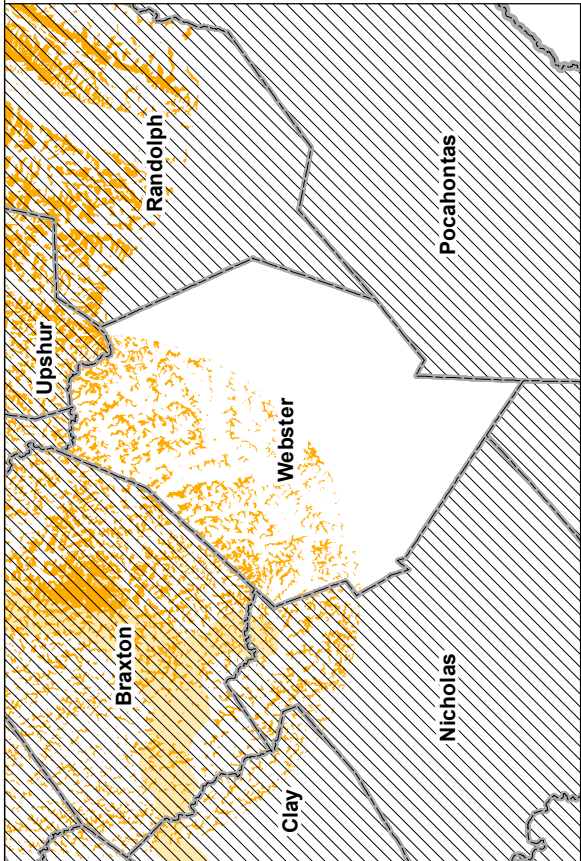 Randolph
Pocahontas
Upshur
Webster
Braxton
Nicholas
Clay